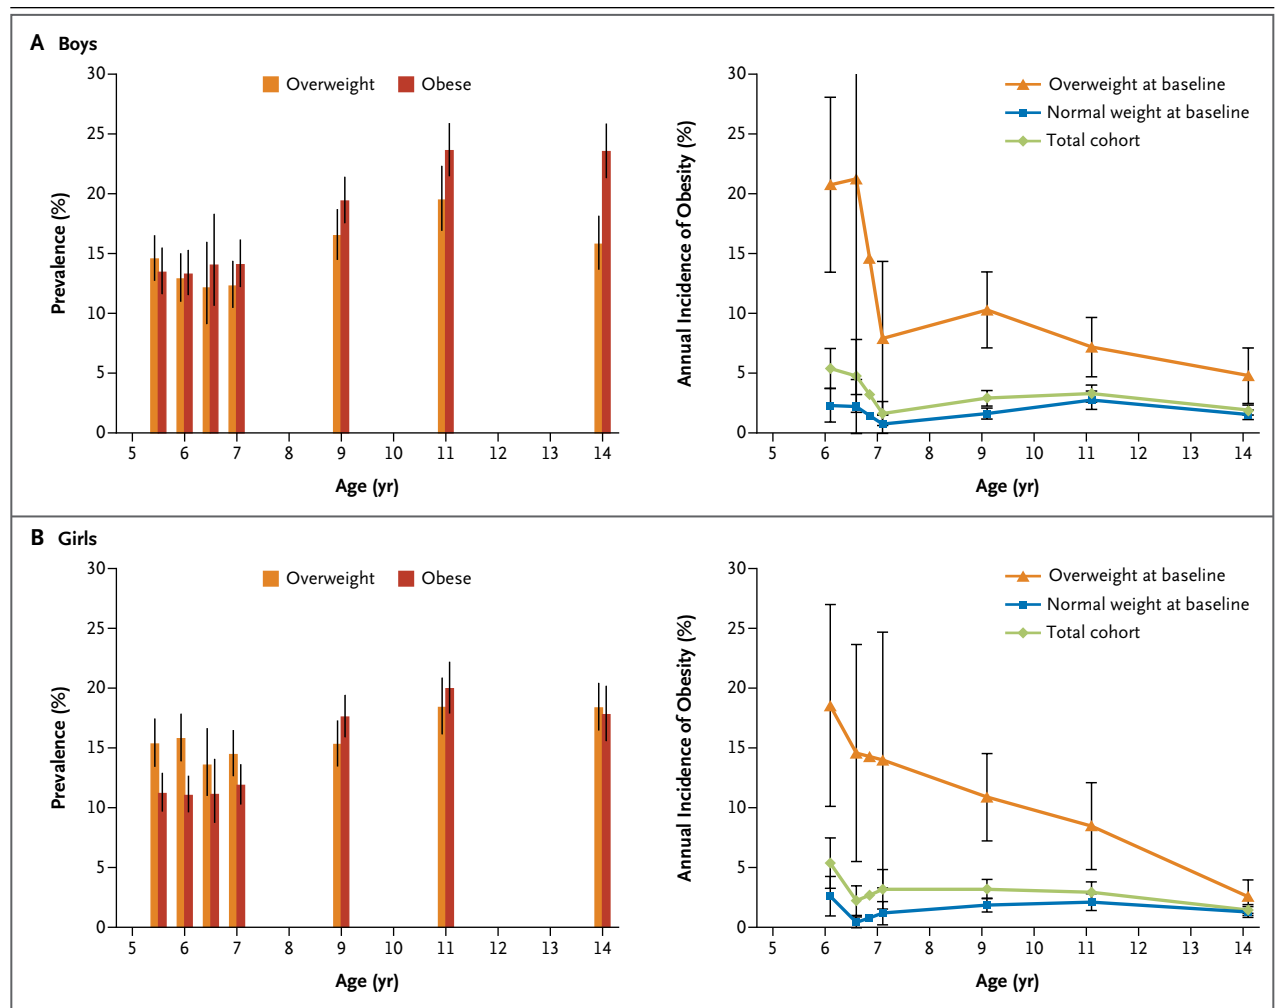 A Boys
Overweight Obese
30
25
20
15
10
5
0
Prevalence (%)
5 6 7 8 9 10 11 12 13 14
Age (yr)
Overweight at baseline
Normal weight at baseline
Total cohort
30
25
20
15
10
5
0
Annual Incidence of Obesity (%)
5 6 7 8 9 10 11 12 13 14
Age (yr)
B Girls
Overweight Obese
30
25
20
15
10
5
0
Prevalence (%)
5 6 7 8 9 10 11 12 13 14
Age (yr)
Overweight at baseline
Normal weight at baseline
Total cohort
30
25
20
15
10
5
0
Annual Incidence of Obesity (%)
5 6 7 8 9 10 11 12 13 14
Age (yr)